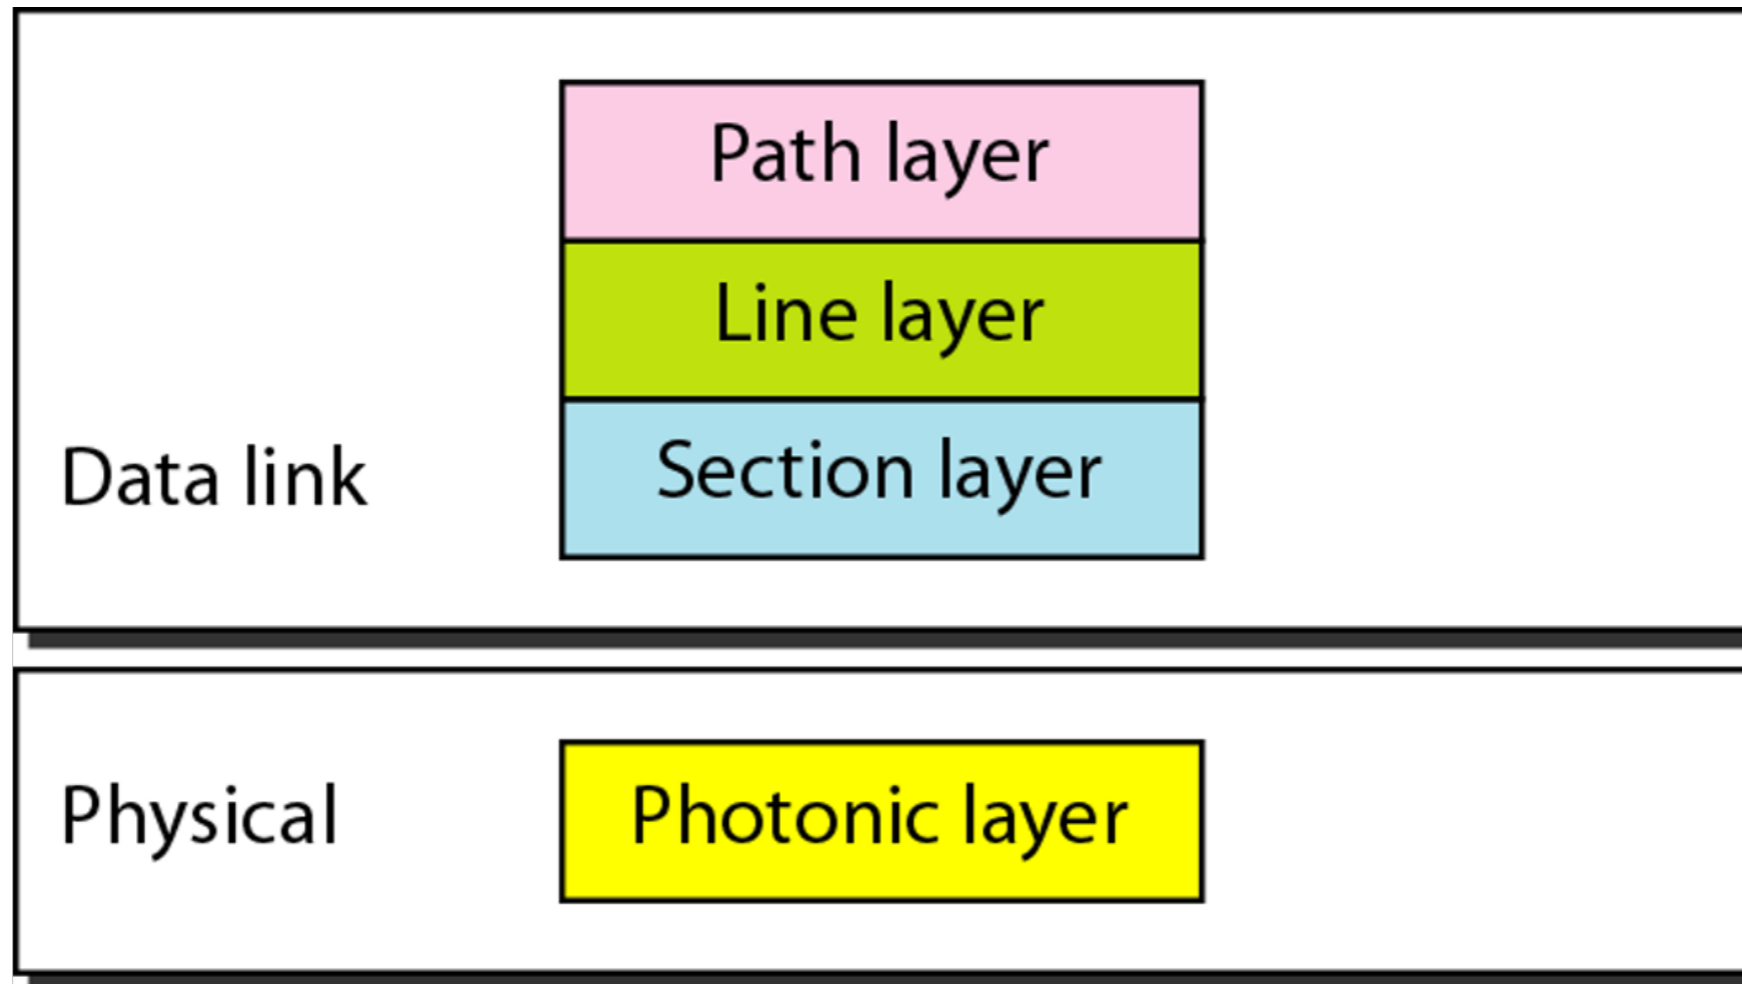 Path layer
Line layer
Data link
Section layer
Physical
Photonic layer